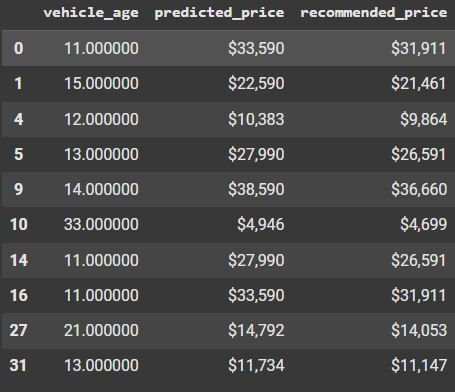 vehicle_age predicted_price recommended_price
0 11.000000 $33,590 $31,911
1 15.000000 $22,590 $21,461
4 12.000000 $10,383 $9,864
5 13.000000 $27,990 $26,591
9 14.000000 $38,590 $36,660
10 33.000000 $4,946 $4,699
14 11.000000 $27,990 $26,591
16 11.000000 $33,590 $31,911
27 21.000000 $14,792 $14,053
31 13.000000 $11,734 $11,147